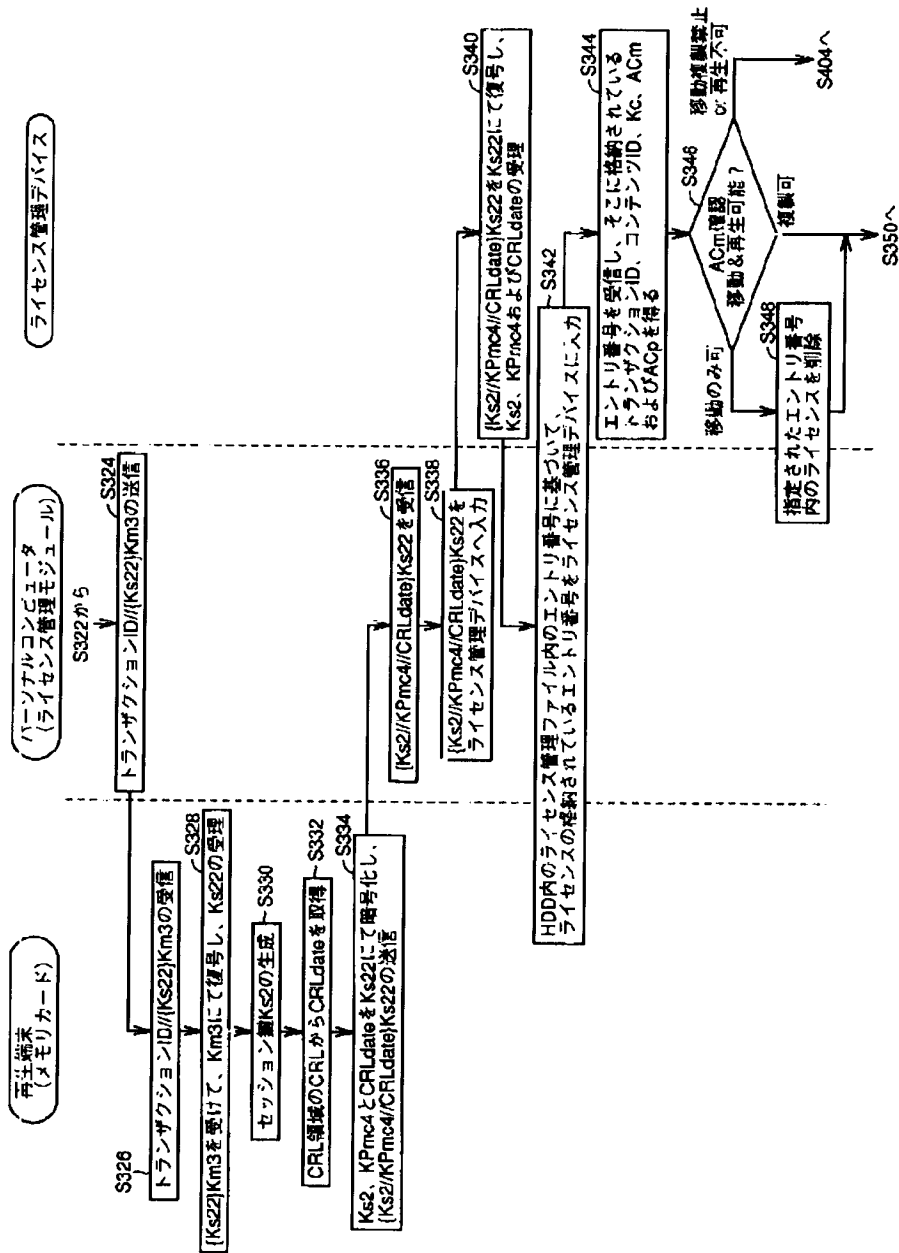 再生端末
(メモリカード)
パーソナルコンピュータ
(ライセンス管理モジュール)
ライセンス管理デバイス
S322から
S324
トランザクションID//{Ks22}Km3の送信
S326
トランザクションID//{Ks22}Km3の受信
S328
{Ks22}Km3を受けて、Km3にて復号し、Ks22の受理
S330
セッション鍵Ks2の生成
S332
CRL領域のCRLからCRLdateを取得
S334
Ks2、KPmc4とCRLdateをKs22にて暗号化し、
{Ks2//KPmc4//CRLdate}Ks22の送信
S336
{Ks2//KPmc4//CRLdate}Ks22を受信
S338
{Ks2//KPmc4//CRLdate}Ks22を
ライセンス管理デバイスへ入力
S340
{Ks2//KPmc4//CRLdate}Ks22をKs22にて復号し、
Ks2、KPmc4およびCRLdateの受理
S342
HDD内のライセンス管理ファイル内のエントリ番号に基づいて、
ライセンスの格納されているエントリ番号をライセンス管理デバイスに入力
S344
エントリ番号を受信し、そこに格納されている
トランザクションID、コンテンツID、Kc、ACm
およびACpを得る
S346
ACm確認
移動&再生可能?
移動複製禁止
or 再生不可
S404へ
移動のみ可
複製可
S348
指定されたエントリ番号
内のライセンスを削除
S350へ